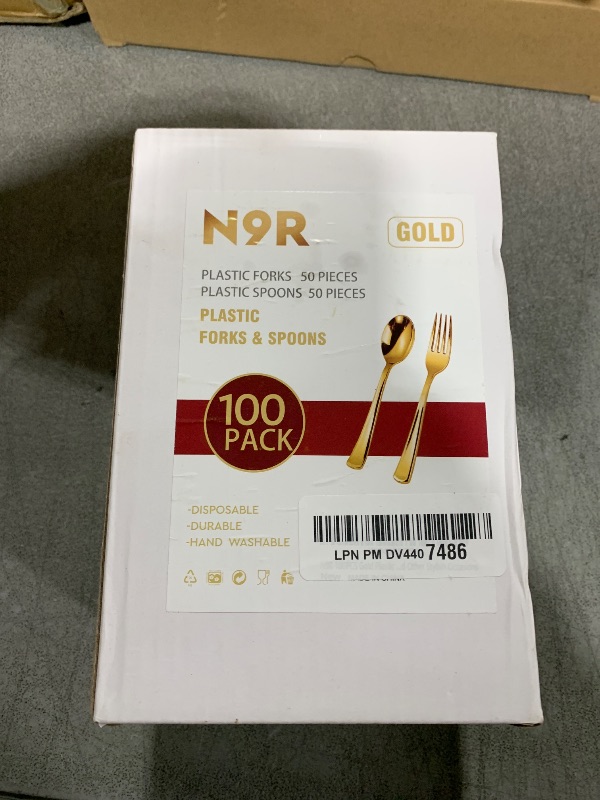 N9R
GOLD
PLASTIC FORKS 50 PIECES
PLASTIC SPOONS 50 PIECES
PLASTIC
FORKS & SPOONS
100
PACK
-DISPOSABLE
-DURABLE
-HAND WASHABLE
LPN PM DV440 7486